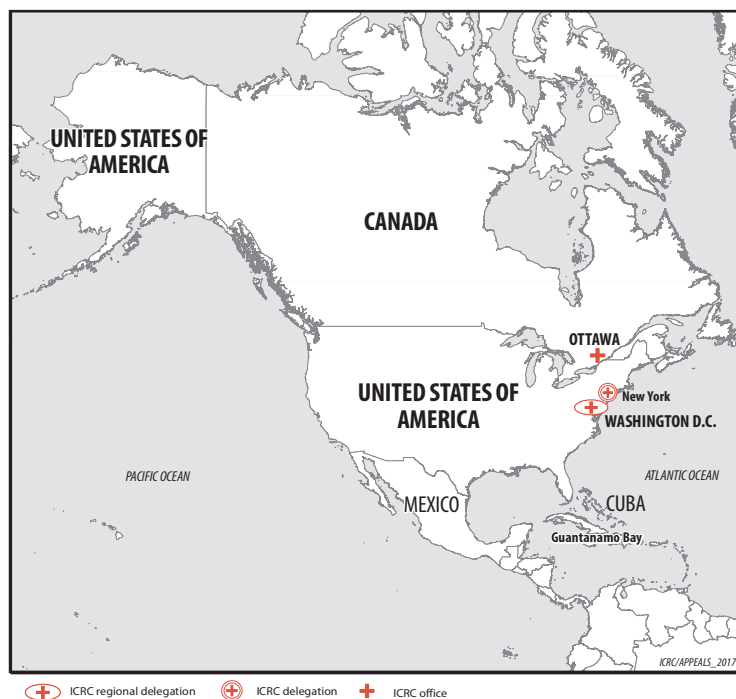 UNITED STATES OF
AMERICA
CANADA
OTTAWA
New York
UNITED STATES OF
AMERICA
WASHINGTON D.C.
PACIFIC OCEAN
ATLANTIC OCEAN
MEXICO
CUBA
Guantanamo Bay
ICRC/APPEALS_2017
ICRC regional delegation
ICRC delegation
ICRC office